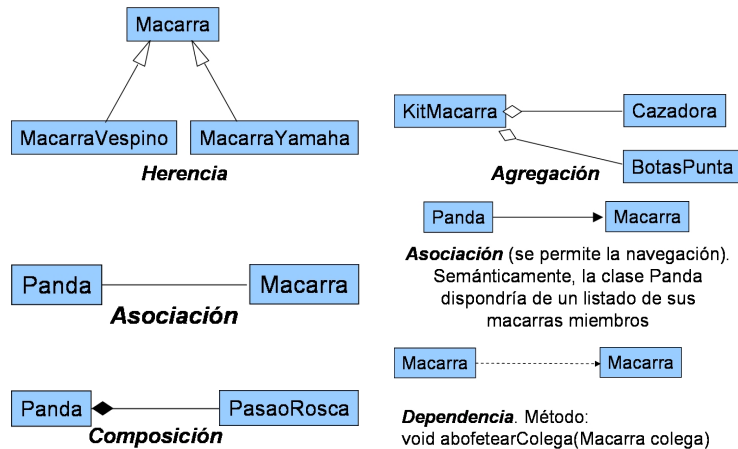 Macarra
MacarraVespino
MacarraYamaha
Herencia
Panda
Macarra
Asociación
Panda
PasaoRosca
Composición
KitMacarra
Cazadora
BotasPunta
Agregación
Panda
Macarra
Asociación (se permite la navegación).
Semánticamente, la clase Panda
dispondría de un listado de sus
macarras miembros
Macarra
Macarra
Dependencia. Método:
void abofetearColega(Macarra colega)